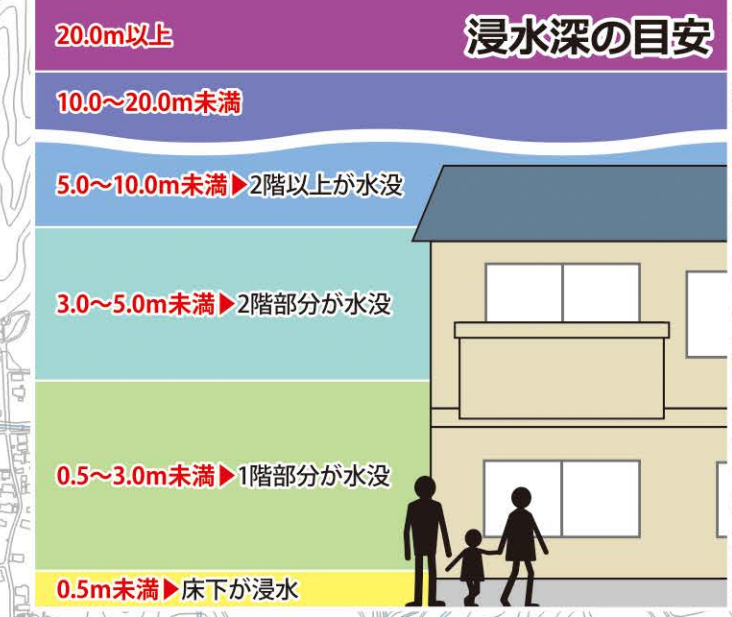 浸水深の目安
20.0m以上
10.0～20.0m未満
5.0～10.0m未満▶2階以上が水没
3.0～5.0m未満▶2階部分が水没
0.5～3.0m未満▶1階部分が水没
0.5m未満▶床下が浸水